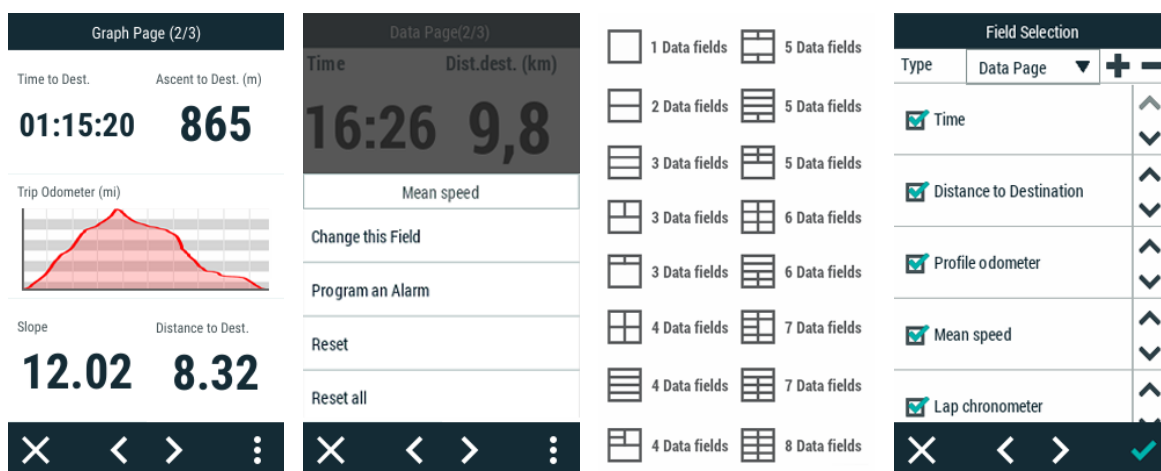 Graph Page (2/3)
Time to Dest. Ascent to Dest. (m)
01:15:20 865
Trip Odometer (mi)
Slope Distance to Dest.
12.02 8.32
Data Page(2/3)
Time Dist.dest. (km)
16:26 9,8
Mean speed
Change this Field
Program an Alarm
Reset
Reset all
1 Data fields 5 Data fields
2 Data fields 5 Data fields
3 Data fields 5 Data fields
3 Data fields 6 Data fields
3 Data fields 6 Data fields
4 Data fields 7 Data fields
4 Data fields 7 Data fields
4 Data fields 8 Data fields
Field Selection
Type Data Page
Time
Distance to Destination
Profile odometer
Mean speed
Lap chronometer